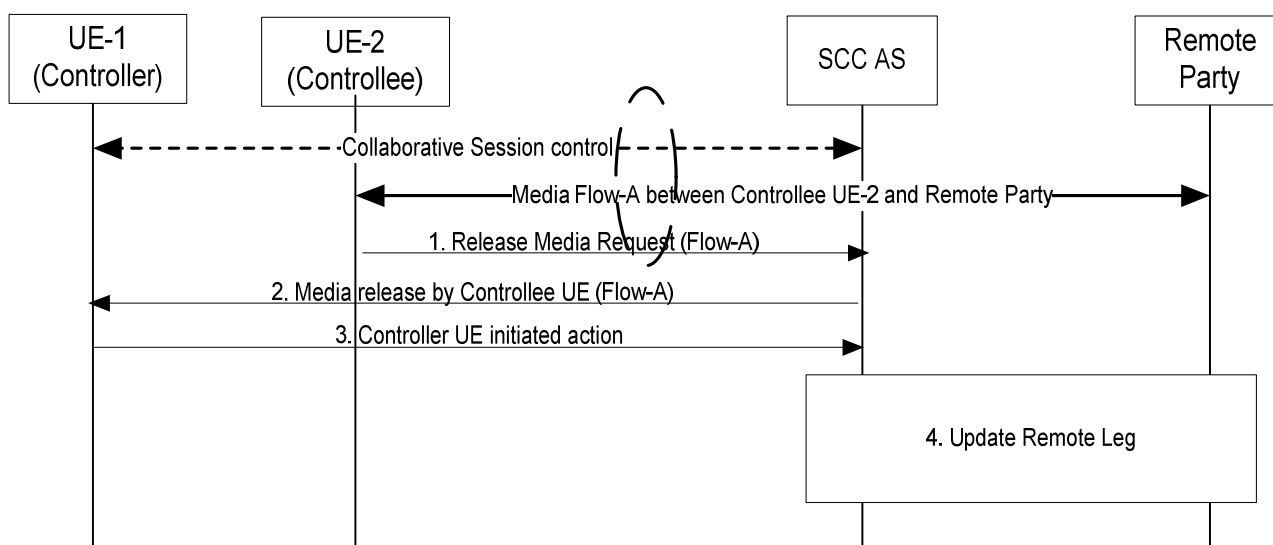 UE-1
(Controller)
UE-2
(Controllee)
SCC AS
Remote
Party
Collaborative Session control
Media Flow-A between Controllee UE-2 and Remote Party
1. Release Media Request (Flow-A)
2. Media release by Controllee UE (Flow-A)
3. Controller UE initiated action
4. Update Remote Leg